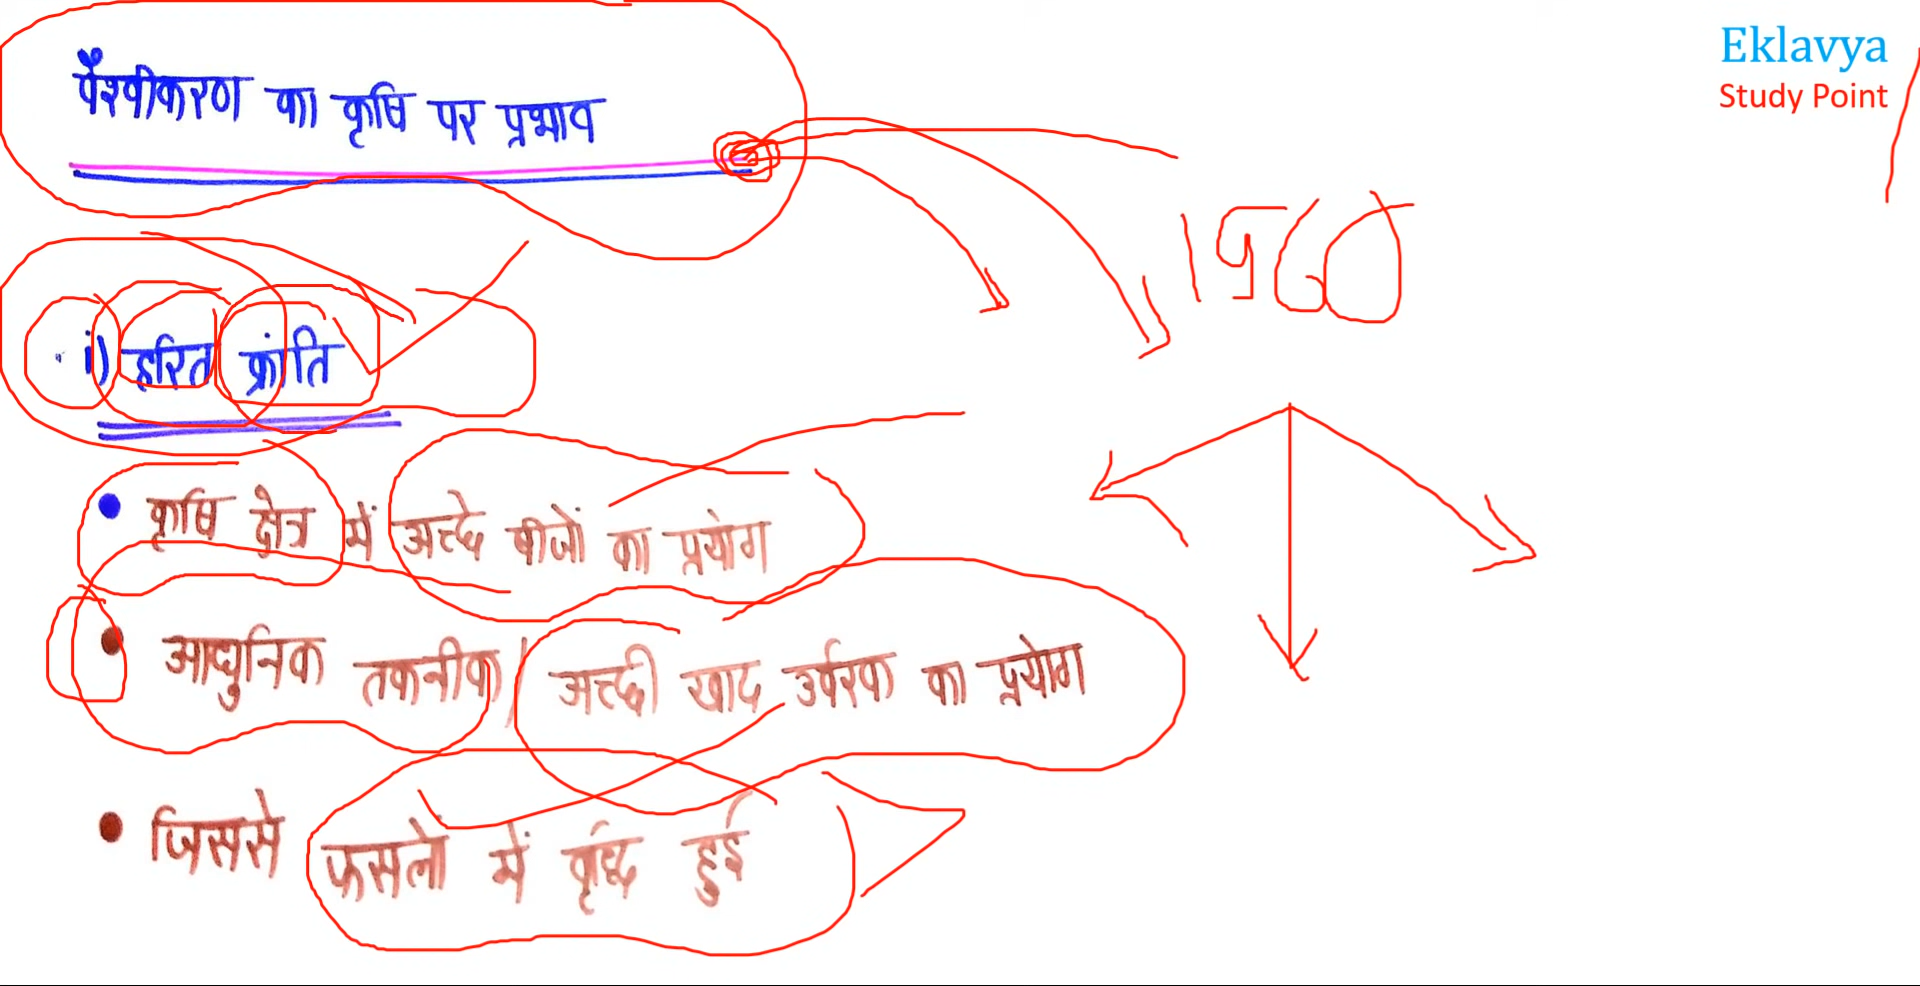 वैश्वीकरण का कृषि पर प्रभाव
Eklavya
Study Point
1960
i) हरित क्रांति
• कृषि क्षेत्र में अच्छे बीजों का प्रयोग
• आधुनिक तकनीक / अच्छी खाद उर्वरक का प्रयोग
• जिससे फसलों में वृद्धि हुई